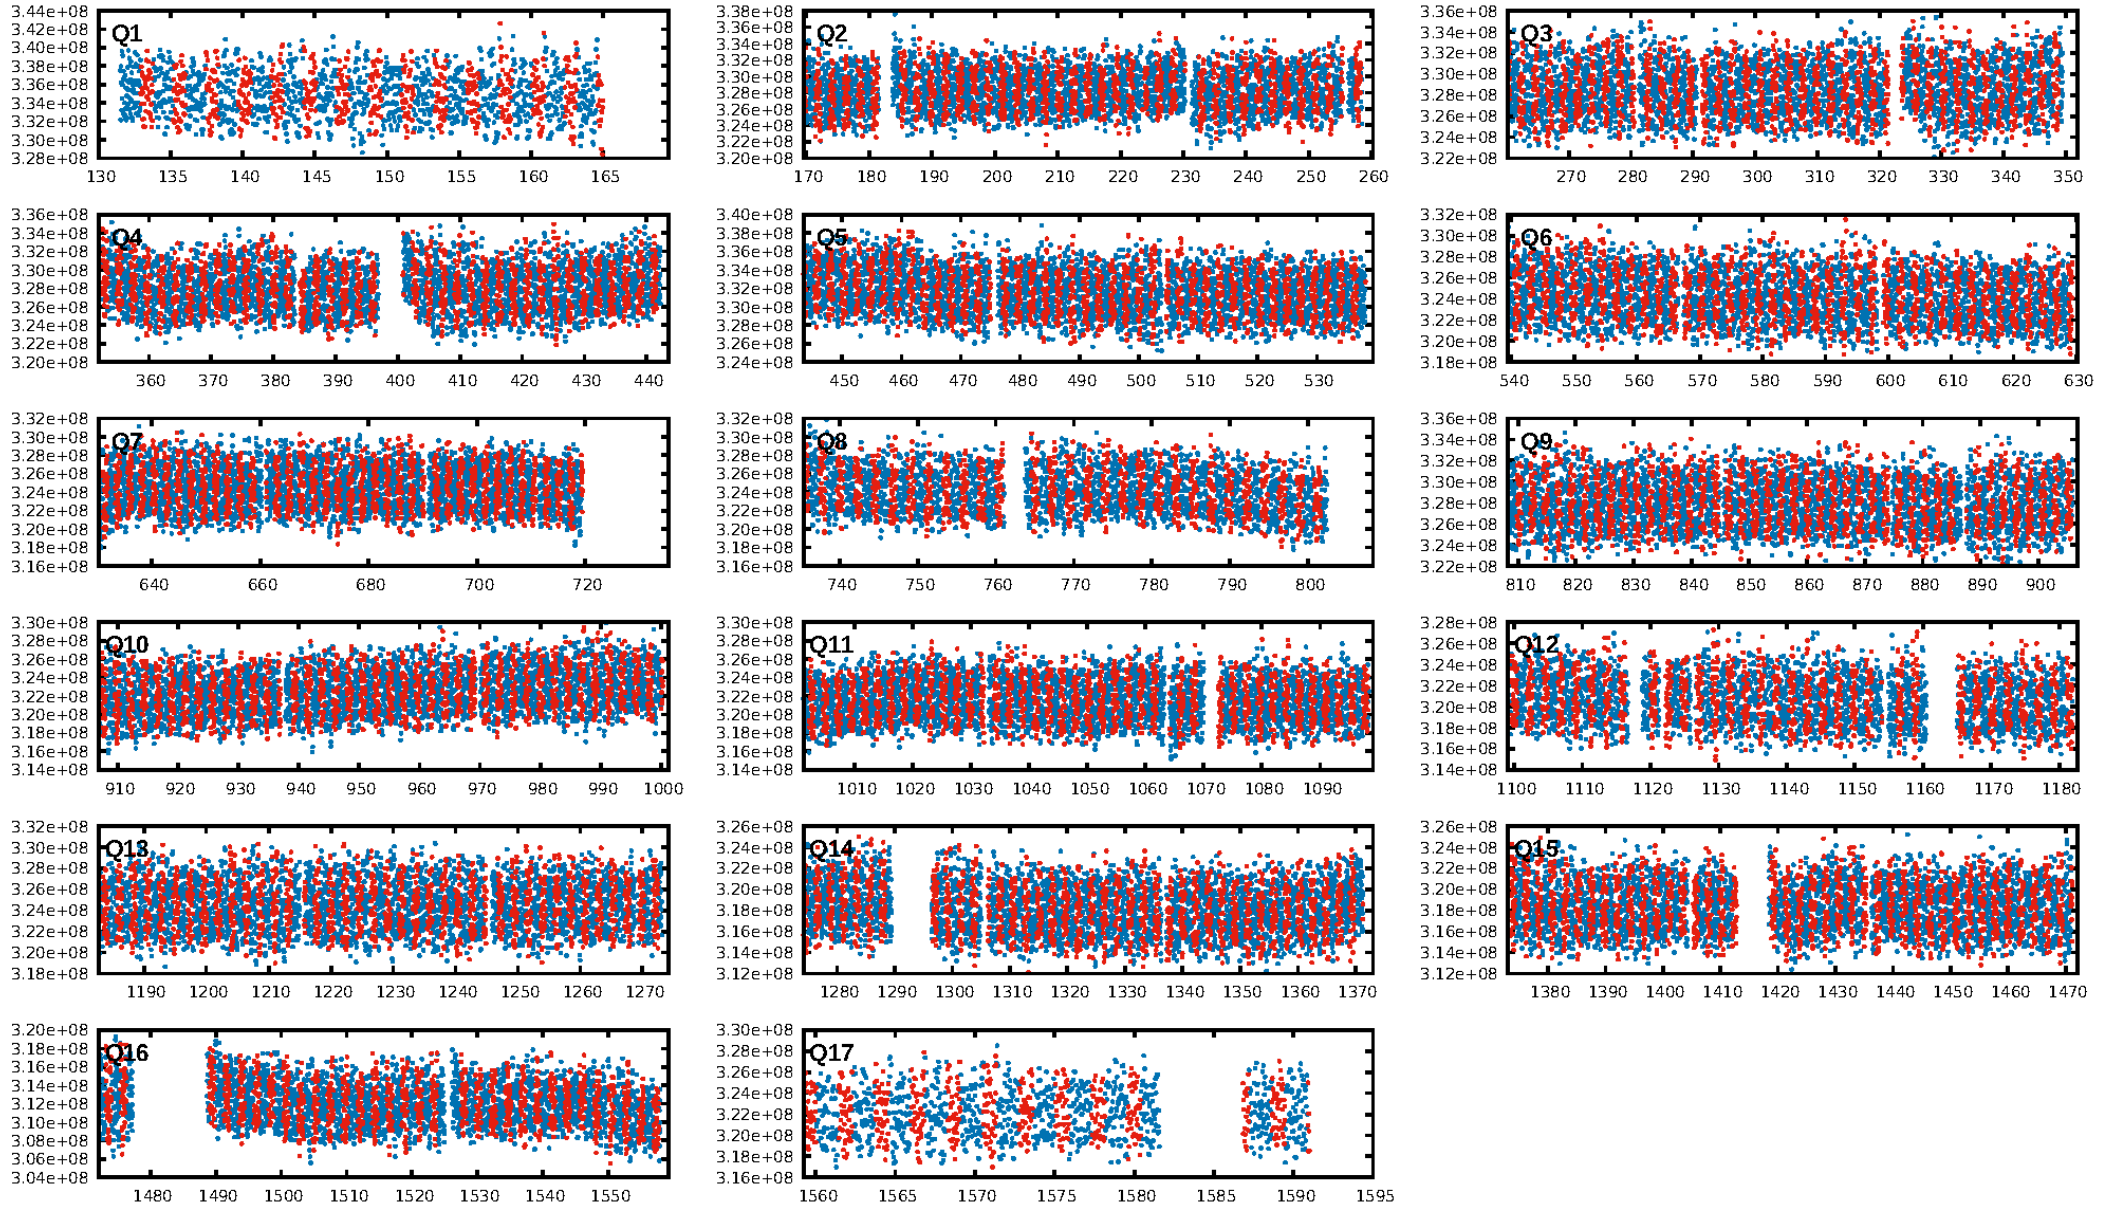 Q1
3.44e+08
3.42e+08
3.40e+08
3.38e+08
3.36e+08
3.34e+08
3.32e+08
3.30e+08
3.28e+08
130 135 140 145 150 155 160 165
Q2
3.38e+08
3.36e+08
3.34e+08
3.32e+08
3.30e+08
3.28e+08
3.26e+08
3.24e+08
3.22e+08
3.20e+08
170 180 190 200 210 220 230 240 250 260
Q3
3.36e+08
3.34e+08
3.32e+08
3.30e+08
3.28e+08
3.26e+08
3.24e+08
3.22e+08
270 280 290 300 310 320 330 340 350
Q4
3.36e+08
3.34e+08
3.32e+08
3.30e+08
3.28e+08
3.26e+08
3.24e+08
3.22e+08
3.20e+08
360 370 380 390 400 410 420 430 440
Q5
3.40e+08
3.38e+08
3.36e+08
3.34e+08
3.32e+08
3.30e+08
3.28e+08
3.26e+08
3.24e+08
450 460 470 480 490 500 510 520 530
Q6
3.32e+08
3.30e+08
3.28e+08
3.26e+08
3.24e+08
3.22e+08
3.20e+08
3.18e+08
540 550 560 570 580 590 600 610 620 630
Q7
3.32e+08
3.30e+08
3.28e+08
3.26e+08
3.24e+08
3.22e+08
3.20e+08
3.18e+08
3.16e+08
640 660 680 700 720
Q8
3.32e+08
3.30e+08
3.28e+08
3.26e+08
3.24e+08
3.22e+08
3.20e+08
3.18e+08
3.16e+08
740 750 760 770 780 790 800
Q9
3.36e+08
3.34e+08
3.32e+08
3.30e+08
3.28e+08
3.26e+08
3.24e+08
3.22e+08
810 820 830 840 850 860 870 880 890 900
Q10
3.30e+08
3.28e+08
3.26e+08
3.24e+08
3.22e+08
3.20e+08
3.18e+08
3.16e+08
3.14e+08
910 920 930 940 950 960 970 980 990 1000
Q11
3.30e+08
3.28e+08
3.26e+08
3.24e+08
3.22e+08
3.20e+08
3.18e+08
3.16e+08
3.14e+08
1010 1020 1030 1040 1050 1060 1070 1080 1090
Q12
3.28e+08
3.26e+08
3.24e+08
3.22e+08
3.20e+08
3.18e+08
3.16e+08
3.14e+08
1100 1110 1120 1130 1140 1150 1160 1170 1180
Q13
3.32e+08
3.30e+08
3.28e+08
3.26e+08
3.24e+08
3.22e+08
3.20e+08
3.18e+08
1190 1200 1210 1220 1230 1240 1250 1260 1270
Q14
3.26e+08
3.24e+08
3.22e+08
3.20e+08
3.18e+08
3.16e+08
3.14e+08
3.12e+08
1280 1290 1300 1310 1320 1330 1340 1350 1360 1370
Q15
3.26e+08
3.24e+08
3.22e+08
3.20e+08
3.18e+08
3.16e+08
3.14e+08
3.12e+08
1380 1390 1400 1410 1420 1430 1440 1450 1460 1470
Q16
3.20e+08
3.18e+08
3.16e+08
3.14e+08
3.12e+08
3.10e+08
3.08e+08
3.06e+08
3.04e+08
1480 1490 1500 1510 1520 1530 1540 1550
Q17
3.30e+08
3.28e+08
3.26e+08
3.24e+08
3.22e+08
3.20e+08
3.18e+08
3.16e+08
1560 1565 1570 1575 1580 1585 1590 1595